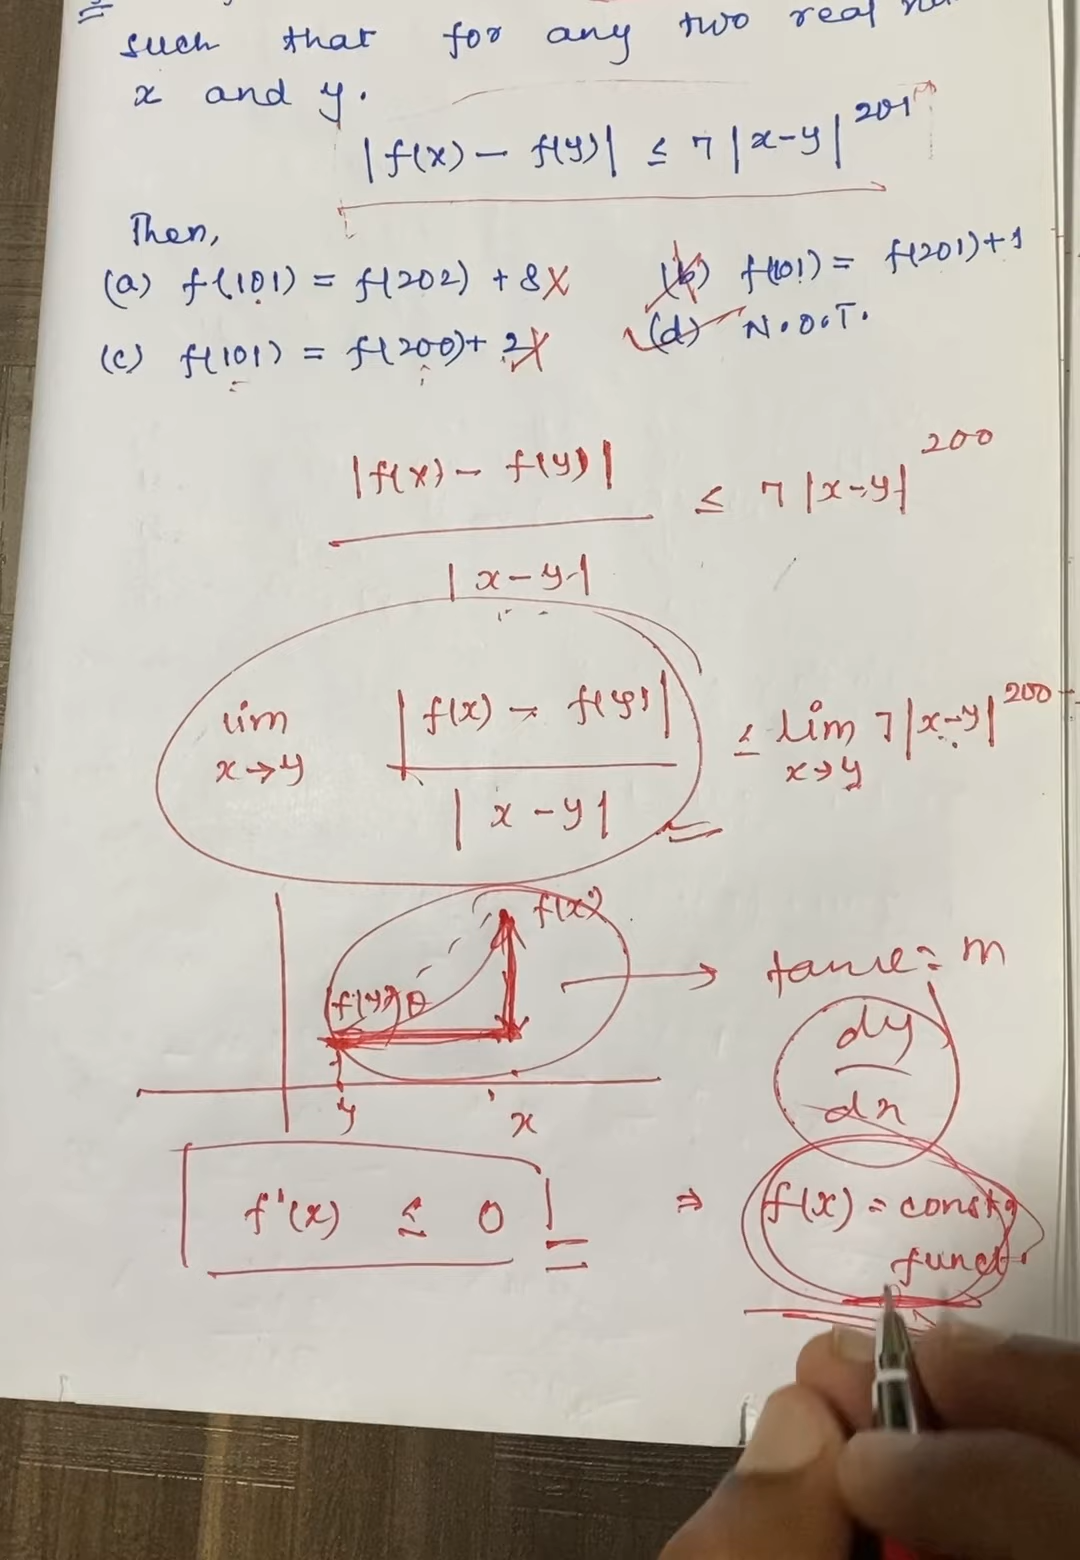 such that for any two real
x and y.
|f(x) – f(y)| ≤ 7 |x-y|^201
Then,
(a) f(101) = f(202) + 8 X (b) f(101) = f(201)+1
(c) f(101) = f(200)+ 2 X (d) N.O.T.
|f(x) – f(y)| / |x-y| ≤ 7 |x-y|^200
lim x→y |f(x) – f(y)| / |x-y| ≤ lim x→y 7|x-y|^200
f(x)
f(y) θ
y x
= m
dy/dx
f'(x) ≤ 0 ⇒ f(x) = const
funct.